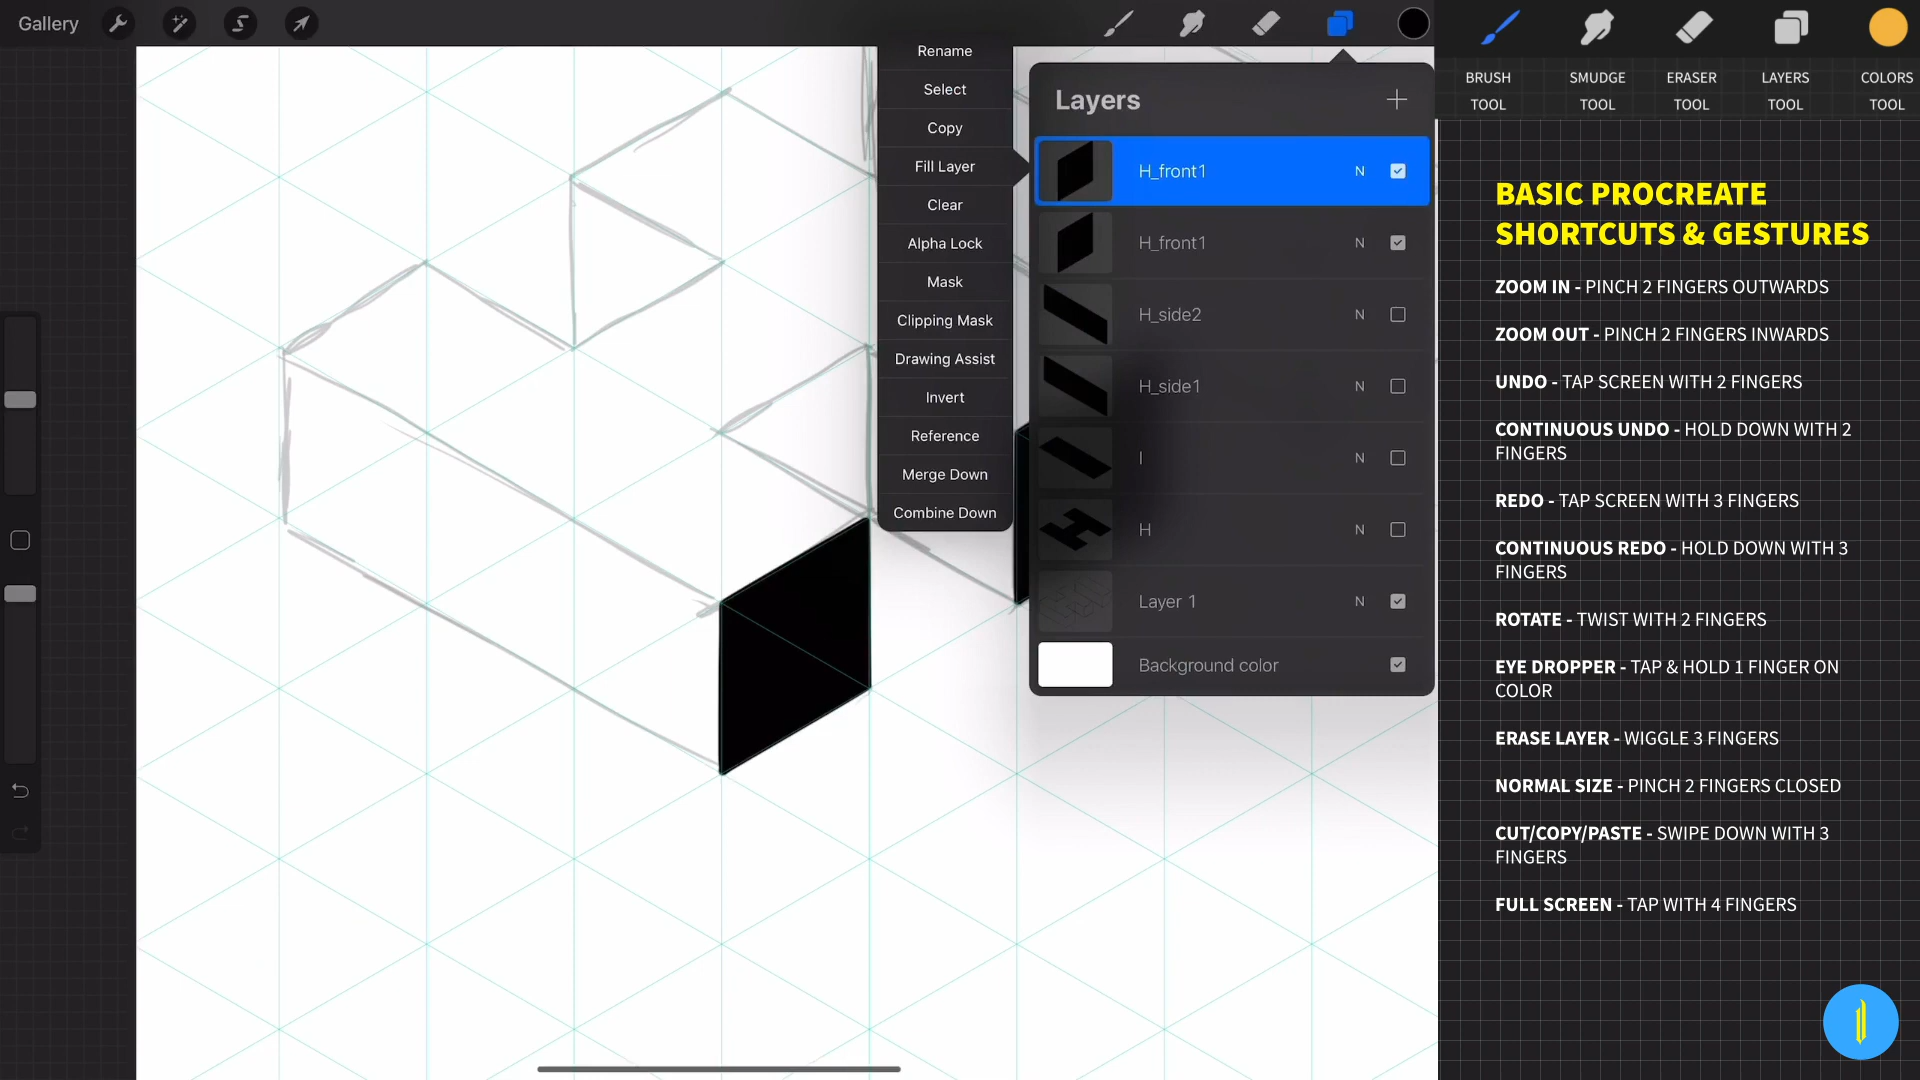 Gallery
Rename
Select
Copy
Fill Layer
Clear
Alpha Lock
Mask
Clipping Mask
Drawing Assist
Invert
Reference
Merge Down
Combine Down
Layers
H_front1 N
H_front1 N
H_side2 N
H_side1 N
I N
H N
Layer 1 N
Background color
BRUSH TOOL
SMUDGE TOOL
ERASER TOOL
LAYERS TOOL
COLORS TOOL
BASIC PROCREATE
SHORTCUTS & GESTURES
ZOOM IN - PINCH 2 FINGERS OUTWARDS
ZOOM OUT - PINCH 2 FINGERS INWARDS
UNDO - TAP SCREEN WITH 2 FINGERS
CONTINUOUS UNDO - HOLD DOWN WITH 2
FINGERS
REDO - TAP SCREEN WITH 3 FINGERS
CONTINUOUS REDO - HOLD DOWN WITH 3
FINGERS
ROTATE - TWIST WITH 2 FINGERS
EYE DROPPER - TAP & HOLD 1 FINGER ON
COLOR
ERASE LAYER - WIGGLE 3 FINGERS
NORMAL SIZE - PINCH 2 FINGERS CLOSED
CUT/COPY/PASTE - SWIPE DOWN WITH 3
FINGERS
FULL SCREEN - TAP WITH 4 FINGERS